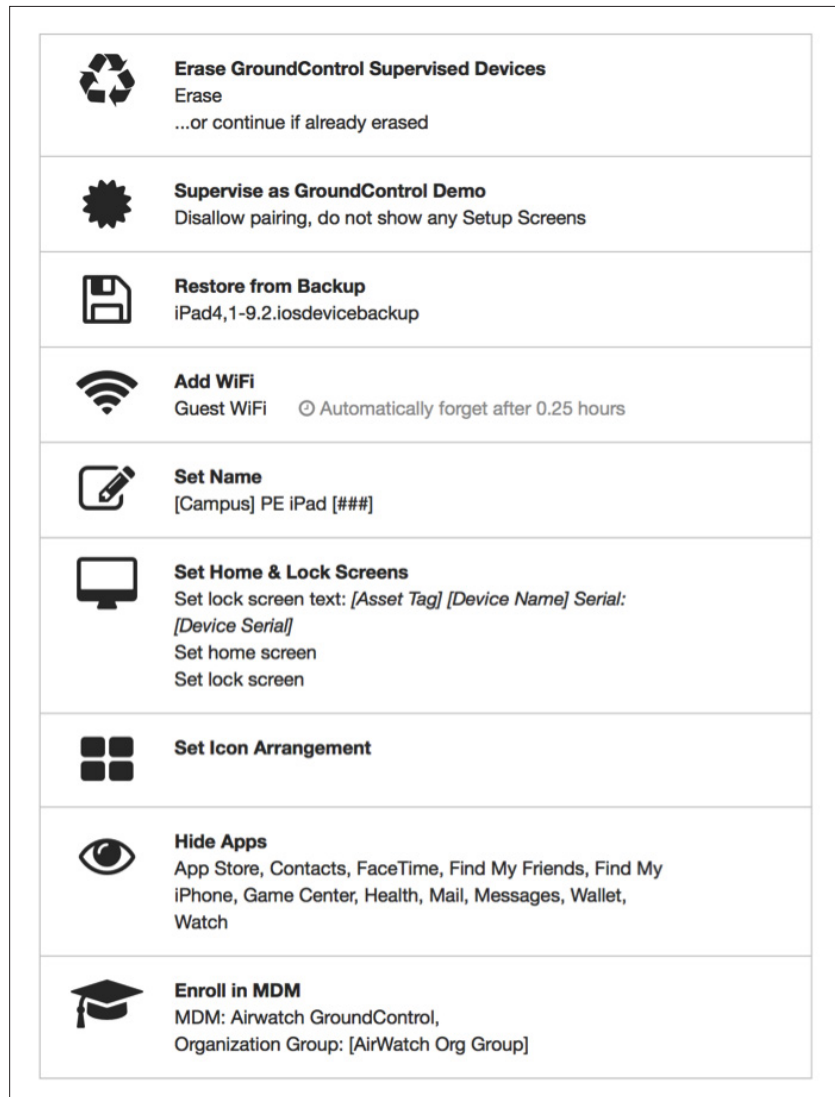 Erase GroundControl Supervised Devices
Erase
...or continue if already erased
Supervise as GroundControl Demo
Disallow pairing, do not show any Setup Screens
Restore from Backup
iPad4,1-9.2.iosdevicebackup
Add WiFi
Guest WiFi Automatically forget after 0.25 hours
Set Name
[Campus] PE iPad [###]
Set Home & Lock Screens
Set lock screen text: [Asset Tag] [Device Name] Serial:
[Device Serial]
Set home screen
Set lock screen
Set Icon Arrangement
Hide Apps
App Store, Contacts, FaceTime, Find My Friends, Find My
iPhone, Game Center, Health, Mail, Messages, Wallet,
Watch
Enroll in MDM
MDM: Airwatch GroundControl,
Organization Group: [AirWatch Org Group]